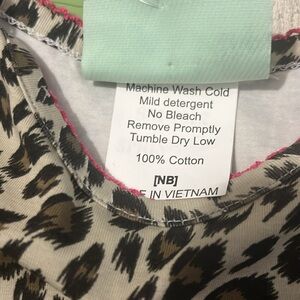 Machine Wash Cold
Mild detergent
No Bleach
Remove Promptly
Tumble Dry Low
100% Cotton
[NB]
E IN VIETNAM